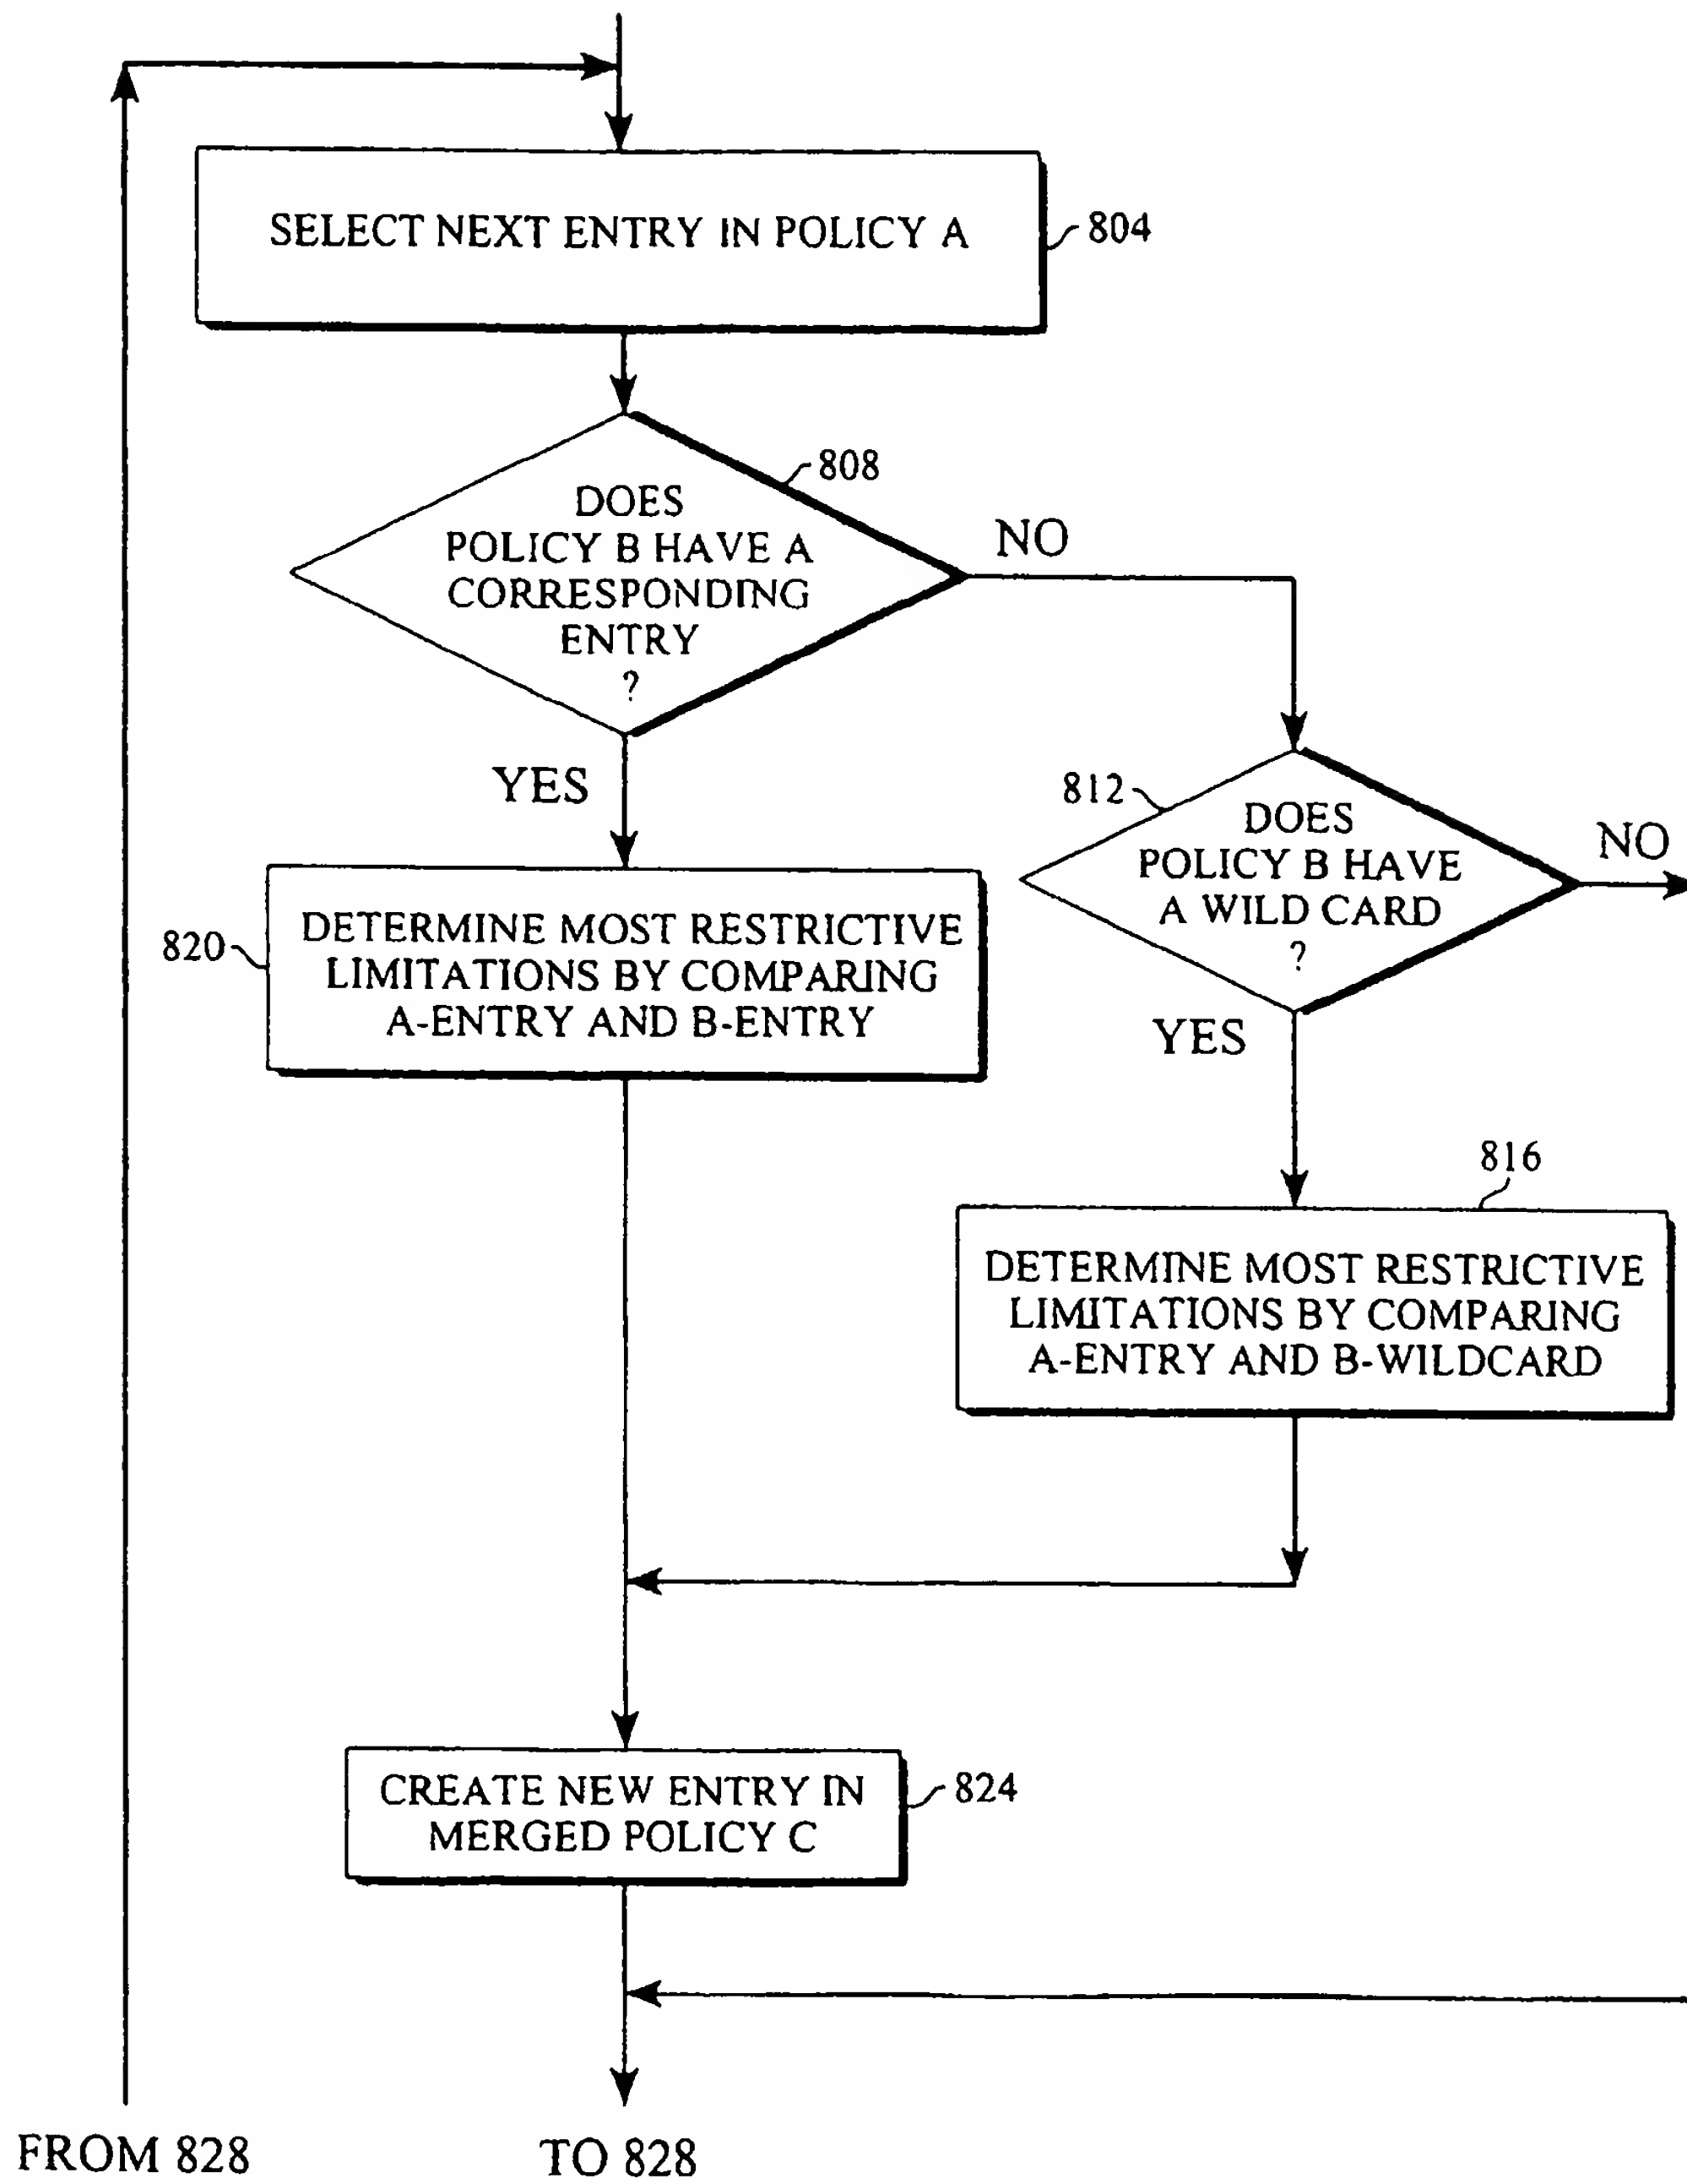 SELECT NEXT ENTRY IN POLICY A
804
808
DOES
POLICY B HAVE A
CORRESPONDING
ENTRY
?
NO
YES
812
DOES
POLICY B HAVE
A WILD CARD
?
NO
YES
820
DETERMINE MOST RESTRICTIVE
LIMITATIONS BY COMPARING
A-ENTRY AND B-ENTRY
816
DETERMINE MOST RESTRICTIVE
LIMITATIONS BY COMPARING
A-ENTRY AND B-WILDCARD
CREATE NEW ENTRY IN
MERGED POLICY C
824
FROM 828
TO 828